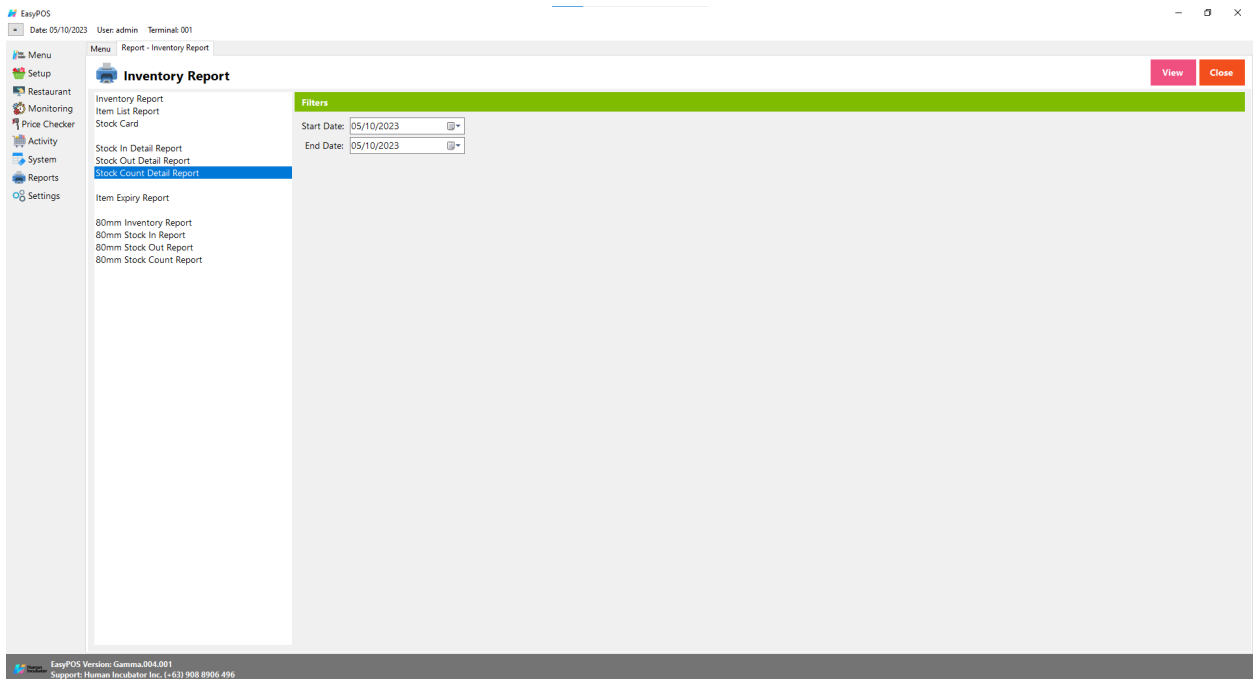 EasyPOS
Date: 05/10/2023 User: admin Terminal: 001
Menu
Setup
Restaurant
Monitoring
Price Checker
Activity
System
Reports
Settings
Menu Report - Inventory Report
Inventory Report
View Close
Inventory Report
Item List Report
Stock Card
Stock In Detail Report
Stock Out Detail Report
Stock Count Detail Report
Item Expiry Report
80mm Inventory Report
80mm Stock In Report
80mm Stock Out Report
80mm Stock Count Report
Filters
Start Date: 05/10/2023
End Date: 05/10/2023
Human
Incubator
EasyPOS Version: Gamma.004.001
Support: Human Incubator Inc. (+63) 908 8906 496